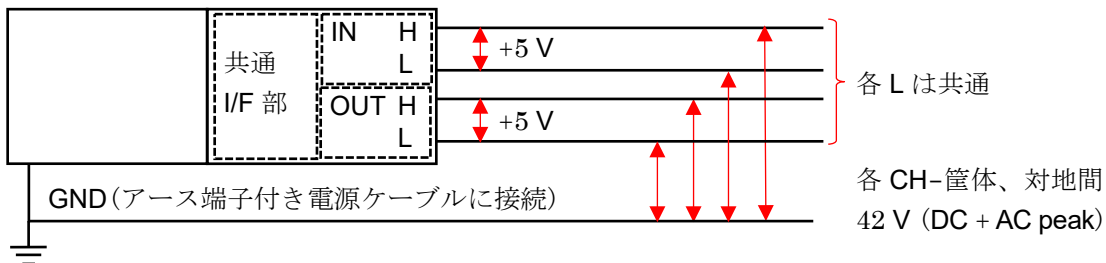 共通
I/F 部
IN H
L
OUT H
L
+5 V
+5 V
各 L は共通
GND（アース端子付き電源ケーブルに接続）
各 CH−筐体、対地間
42 V（DC + AC peak）